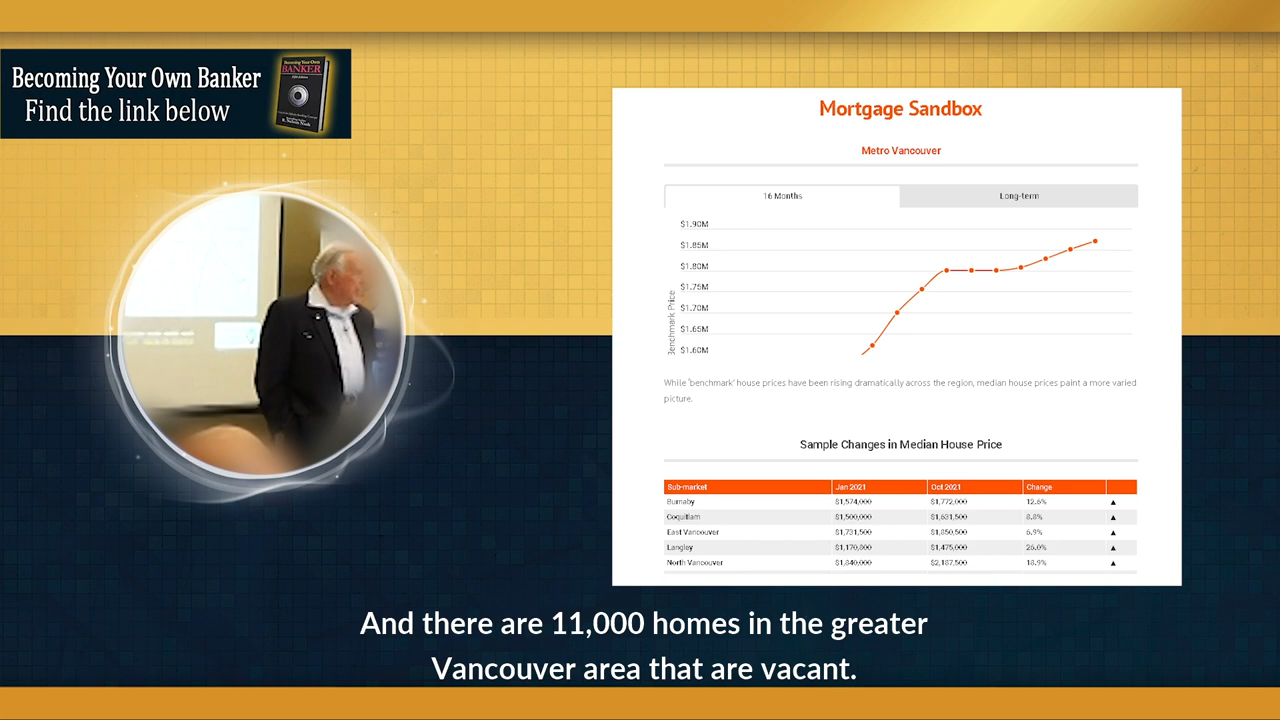 Becoming Your Own Banker
Find the link below
Becoming Your Own
BANKER
Mortgage Sandbox
Metro Vancouver
16 Months Long-term
$1.90M
$1.85M
$1.80M
$1.75M
$1.70M
$1.65M
$1.60M
Benchmark Price
While 'benchmark' house prices have been rising dramatically across the region, median house prices paint a more varied
picture.
Sample Changes in Median House Price
Sub-market Jan 2021 Oct 2021 Change
Burnaby $1,574,000 $1,772,000 12.6% ▲
Coquitlam $1,500,000 $1,631,500 8.8% ▲
East Vancouver $1,731,500 $1,850,500 6.9% ▲
Langley $1,170,800 $1,475,000 26.0% ▲
North Vancouver $1,840,000 $2,187,500 18.9% ▲
And there are 11,000 homes in the greater
Vancouver area that are vacant.